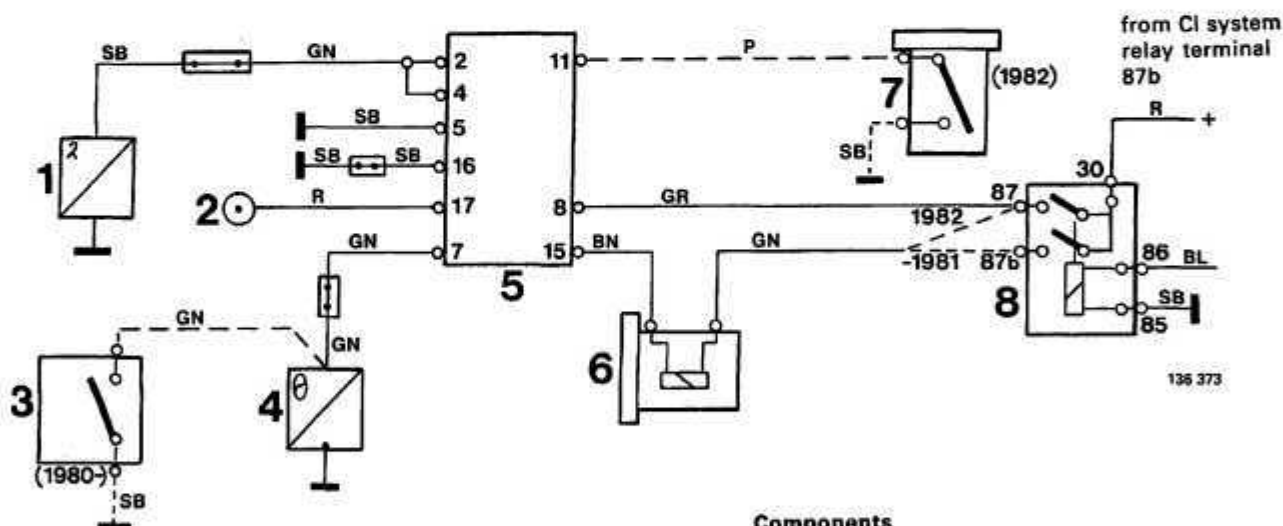 from CI system
relay terminal
87b
SB
GN
2
11
P
7
(1982)
R
+
4
SB
5
SB
30
1
SB
SB
16
2
R
17
8
GR
87
1982
GN
7
15
BN
GN
-1981
87b
86
BL
5
8
SB
85
GN
GN
6
3
4
136 373
(1980-)
SB
Components